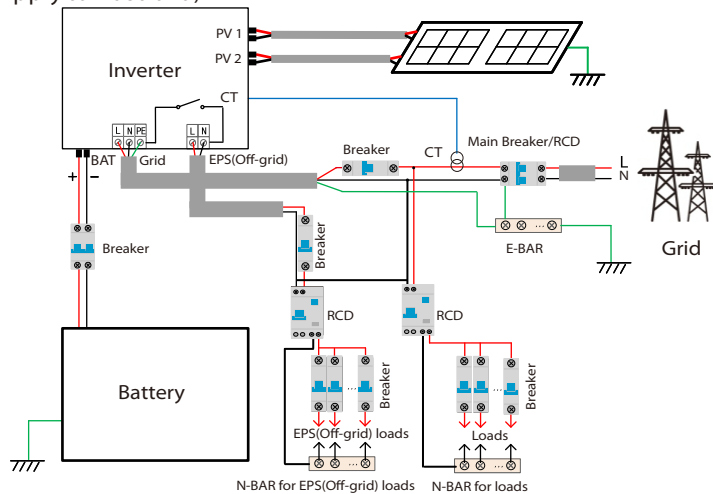 PV 1
PV 2
Inverter
CT
L N PE
L N
BAT
Grid
EPS(Off-grid)
+
−
Breaker
CT
Main Breaker/RCD
L
N
Grid
E-BAR
Breaker
Breaker
RCD
RCD
Battery
...
Breaker
...
Breaker
EPS(Off-grid) loads
Loads
...
...
...
N-BAR for EPS(Off-grid) loads
N-BAR for loads